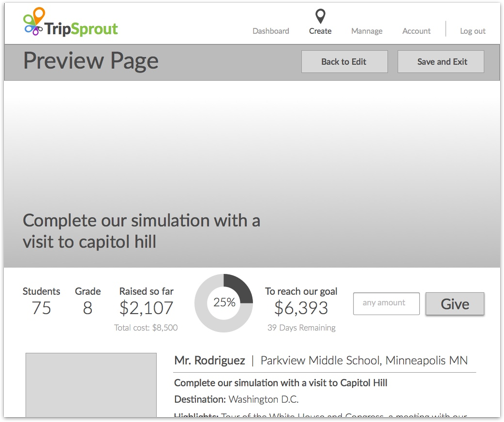 TripSprout
Dashboard
Create
Mannage
Account
Log out
Preview Page
Back to Edit
Save and Exit
Complete our simulation with a
visit to capitol hill
Students
75
Grade
8
Raised so far
$2,107
Total cost: $8,500
25%
To reach our goal
$6,393
39 Days Remaining
any amount
Give
Mr. Rodriguez | Parkview Middle School, Minneapolis MN
Complete our simulation with a visit to Capitol Hill
Destination: Washington D.C.
Highlights: Tour of the White House and Congress, a meeting with our